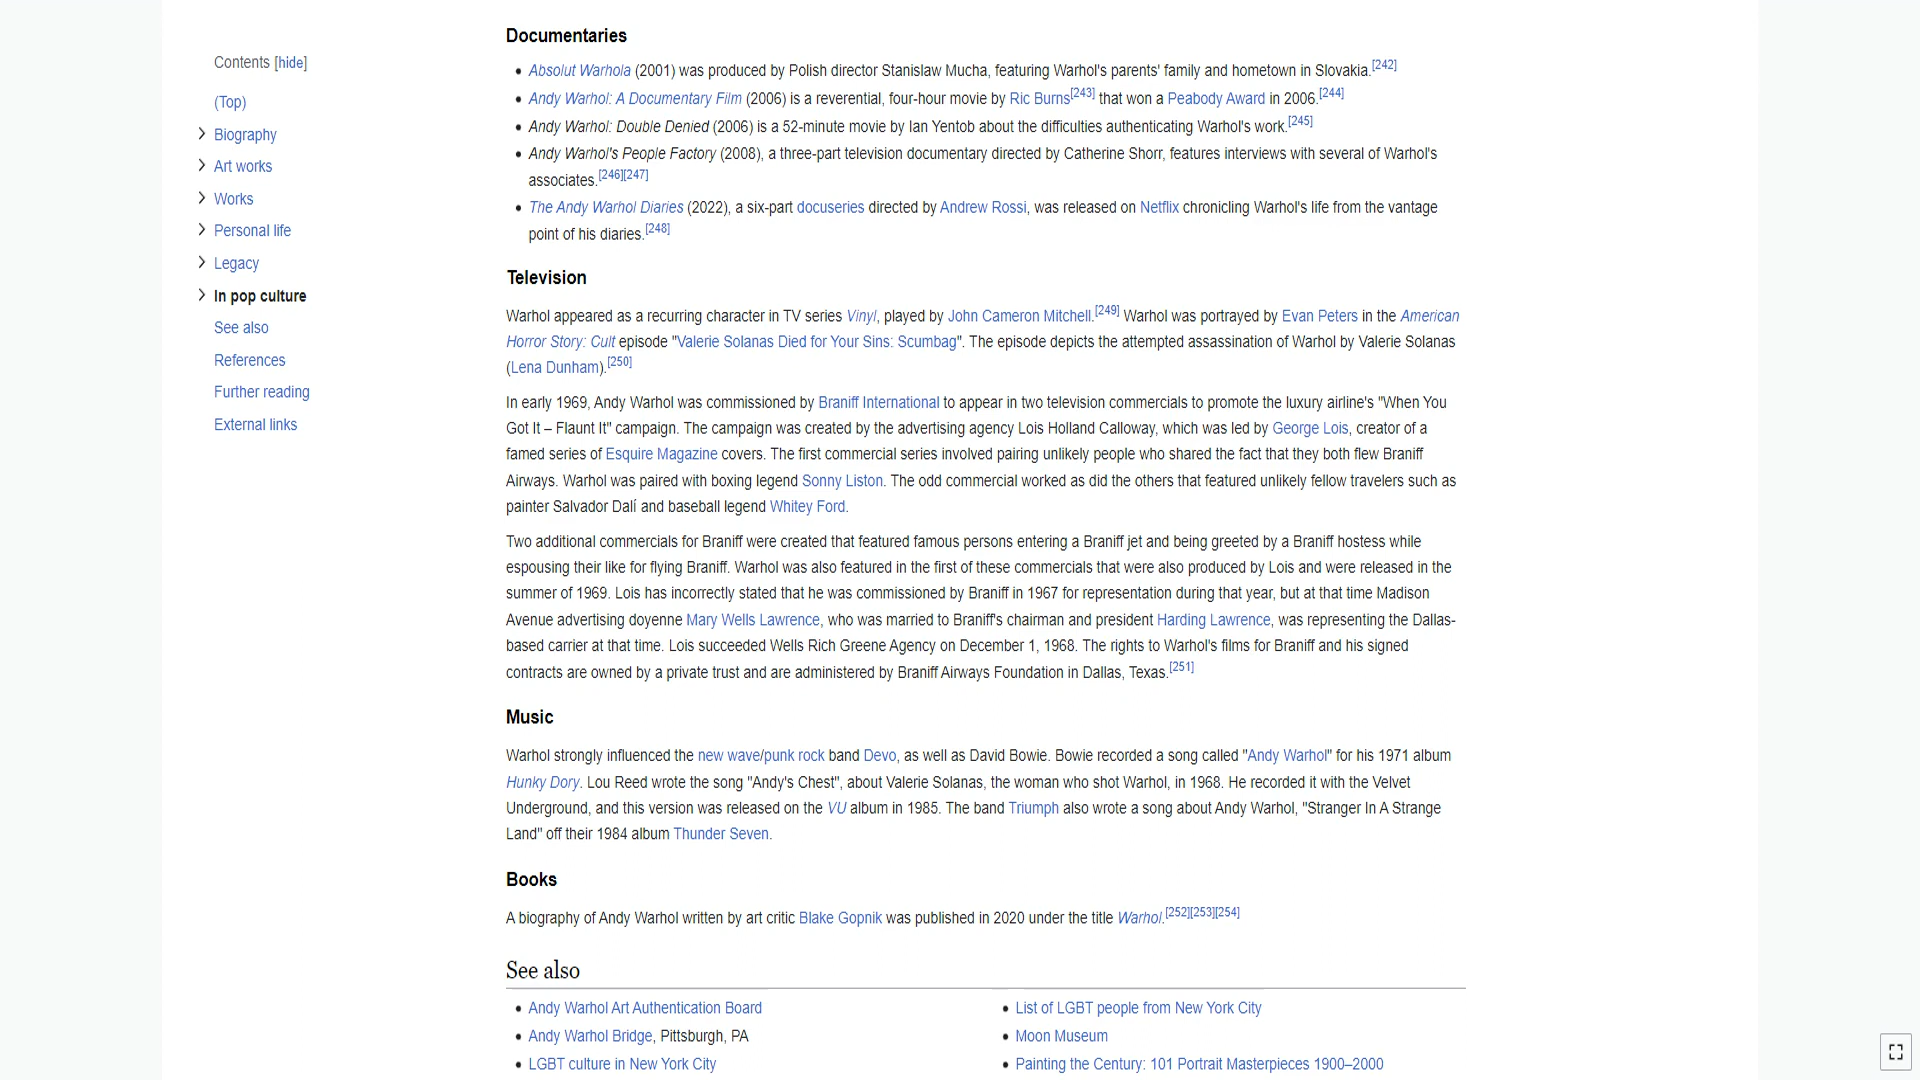 Contents [hide]
(Top)
Biography
Art works
Works
Personal life
Legacy
In pop culture
See also
References
Further reading
External links
Documentaries
• Absolut Warhola (2001) was produced by Polish director Stanislaw Mucha, featuring Warhol's parents' family and hometown in Slovakia.[242]
• Andy Warhol: A Documentary Film (2006) is a reverential, four-hour movie by Ric Burns[243] that won a Peabody Award in 2006.[244]
• Andy Warhol: Double Denied (2006) is a 52-minute movie by Ian Yentob about the difficulties authenticating Warhol's work.[245]
• Andy Warhol's People Factory (2008), a three-part television documentary directed by Catherine Shorr, features interviews with several of Warhol's
associates.[246][247]
• The Andy Warhol Diaries (2022), a six-part docuseries directed by Andrew Rossi, was released on Netflix chronicling Warhol's life from the vantage
point of his diaries.[248]
Television
Warhol appeared as a recurring character in TV series Vinyl, played by John Cameron Mitchell.[249] Warhol was portrayed by Evan Peters in the American
Horror Story: Cult episode "Valerie Solanas Died for Your Sins: Scumbag". The episode depicts the attempted assassination of Warhol by Valerie Solanas
(Lena Dunham).[250]
In early 1969, Andy Warhol was commissioned by Braniff International to appear in two television commercials to promote the luxury airline's "When You
Got It – Flaunt It" campaign. The campaign was created by the advertising agency Lois Holland Calloway, which was led by George Lois, creator of a
famed series of Esquire Magazine covers. The first commercial series involved pairing unlikely people who shared the fact that they both flew Braniff
Airways. Warhol was paired with boxing legend Sonny Liston. The odd commercial worked as did the others that featured unlikely fellow travelers such as
painter Salvador Dalí and baseball legend Whitey Ford.
Two additional commercials for Braniff were created that featured famous persons entering a Braniff jet and being greeted by a Braniff hostess while
espousing their like for flying Braniff. Warhol was also featured in the first of these commercials that were also produced by Lois and were released in the
summer of 1969. Lois has incorrectly stated that he was commissioned by Braniff in 1967 for representation during that year, but at that time Madison
Avenue advertising doyenne Mary Wells Lawrence, who was married to Braniff's chairman and president Harding Lawrence, was representing the Dallas-
based carrier at that time. Lois succeeded Wells Rich Greene Agency on December 1, 1968. The rights to Warhol's films for Braniff and his signed
contracts are owned by a private trust and are administered by Braniff Airways Foundation in Dallas, Texas.[251]
Music
Warhol strongly influenced the new wave/punk rock band Devo, as well as David Bowie. Bowie recorded a song called "Andy Warhol" for his 1971 album
Hunky Dory. Lou Reed wrote the song "Andy's Chest", about Valerie Solanas, the woman who shot Warhol, in 1968. He recorded it with the Velvet
Underground, and this version was released on the VU album in 1985. The band Triumph also wrote a song about Andy Warhol, "Stranger In A Strange
Land" off their 1984 album Thunder Seven.
Books
A biography of Andy Warhol written by art critic Blake Gopnik was published in 2020 under the title Warhol.[252][253][254]
See also
• Andy Warhol Art Authentication Board
• Andy Warhol Bridge, Pittsburgh, PA
• LGBT culture in New York City
• List of LGBT people from New York City
• Moon Museum
• Painting the Century: 101 Portrait Masterpieces 1900–2000